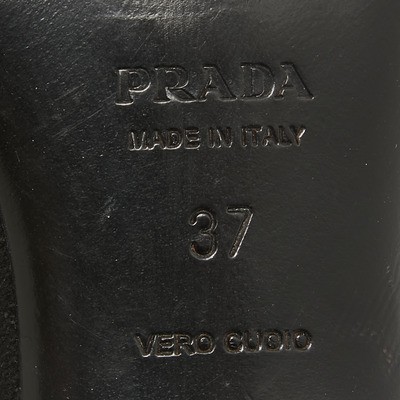 PRADA
MADE IN ITALY
37
VERO CUOIO